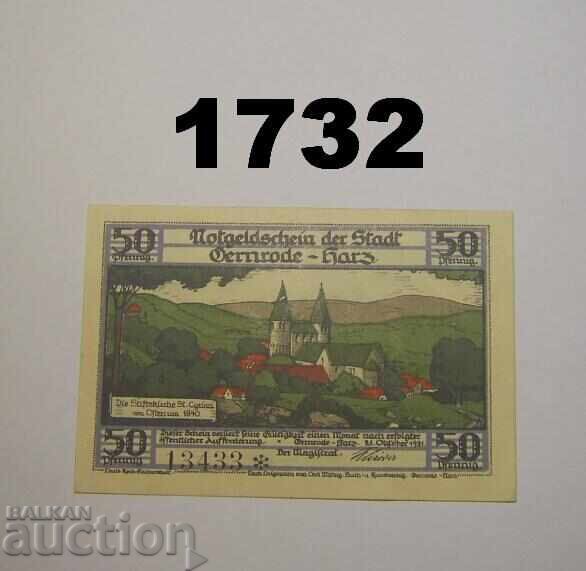 1732
50 Pfennig
Notgeldschein der Stadt
Gernrode-Harz
50 Pfennig
Die Stiftskirche St. Cyriaci
von Osten um 1840.
50 Pfennig
Dieser Schein verliert seine Gültigkeit einen Monat nach erfolgter
öffentlicher Aufforderung. Gernrode-Harz. Oktober 1921.
Der Magistrat.
13433 *
50 Pfennig
BALKAN
auction